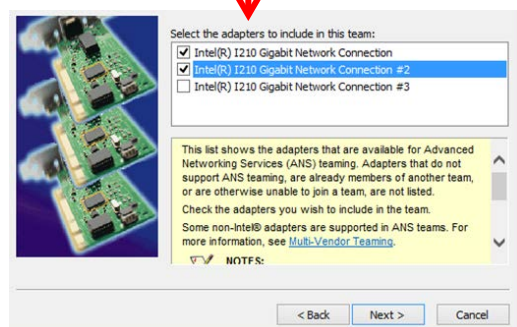 Select the adapters to include in this team:
Intel(R) I210 Gigabit Network Connection
Intel(R) I210 Gigabit Network Connection #2
Intel(R) I210 Gigabit Network Connection #3
This list shows the adapters that are available for Advanced
Networking Services (ANS) teaming. Adapters that do not
support ANS teaming, are already members of another team,
or are otherwise unable to join a team, are not listed.
Check the adapters you wish to include in the team.
Some non-Intel® adapters are supported in ANS teams. For
more information, see Multi-Vendor Teaming.
NOTES:
< Back Next > Cancel